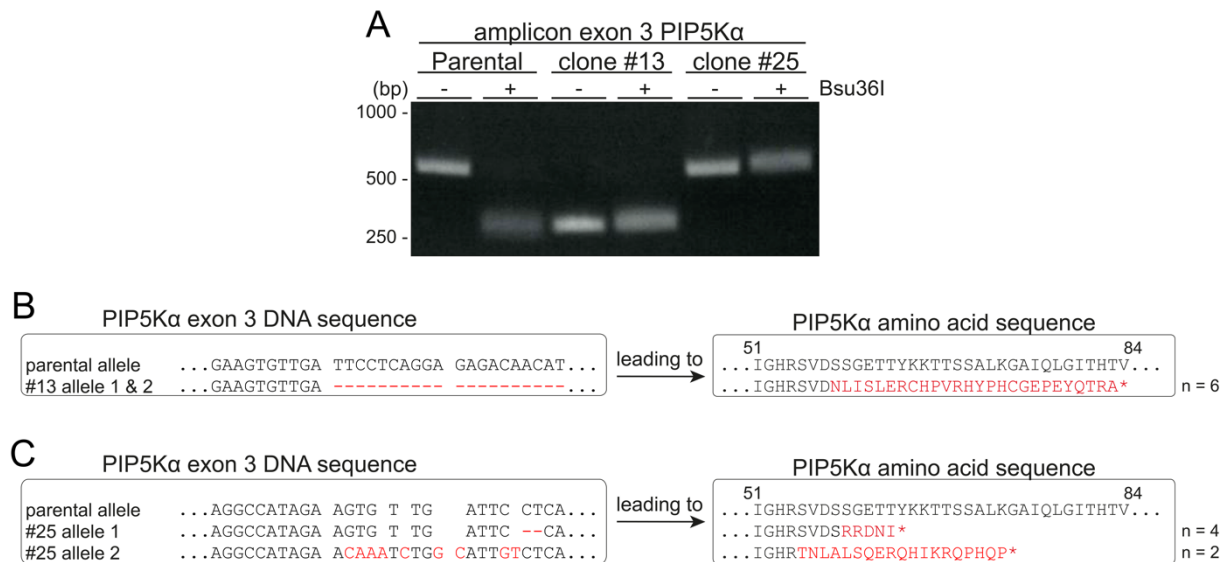 A
amplicon exon 3 PIP5Kα
Parental clone #13 clone #25
(bp) - + - + - + Bsu36I
1000 -
500 -
250 -
B
PIP5Kα exon 3 DNA sequence
parental allele ...GAAGTGTTGA TTCCTCAGGA GAGACAACAT...
#13 allele 1 & 2 ...GAAGTGTTGA ---------- ----------...
leading to
PIP5Kα amino acid sequence
51 84
...IGHRSVDSSGETTYKKTTSSALKGAIQLGITHTV...
...IGHRSVDNLISLERCHPVRHYPHCGEPEYQTRA* n = 6
C
PIP5Kα exon 3 DNA sequence
parental allele ...AGGCCATAGA AGTG T TG ATTC CTCA...
#25 allele 1 ...AGGCCATAGA AGTG T TG ATTC --CA...
#25 allele 2 ...AGGCCATAGA ACAAATCTGG C ATTGTCTCA...
leading to
PIP5Kα amino acid sequence
51 84
...IGHRSVDSSGETTYKKTTSSALKGAIQLGITHTV...
...IGHRSVDSRRDNI* n = 4
...IGHRTNLALSQERQHIKRQPHQP* n = 2